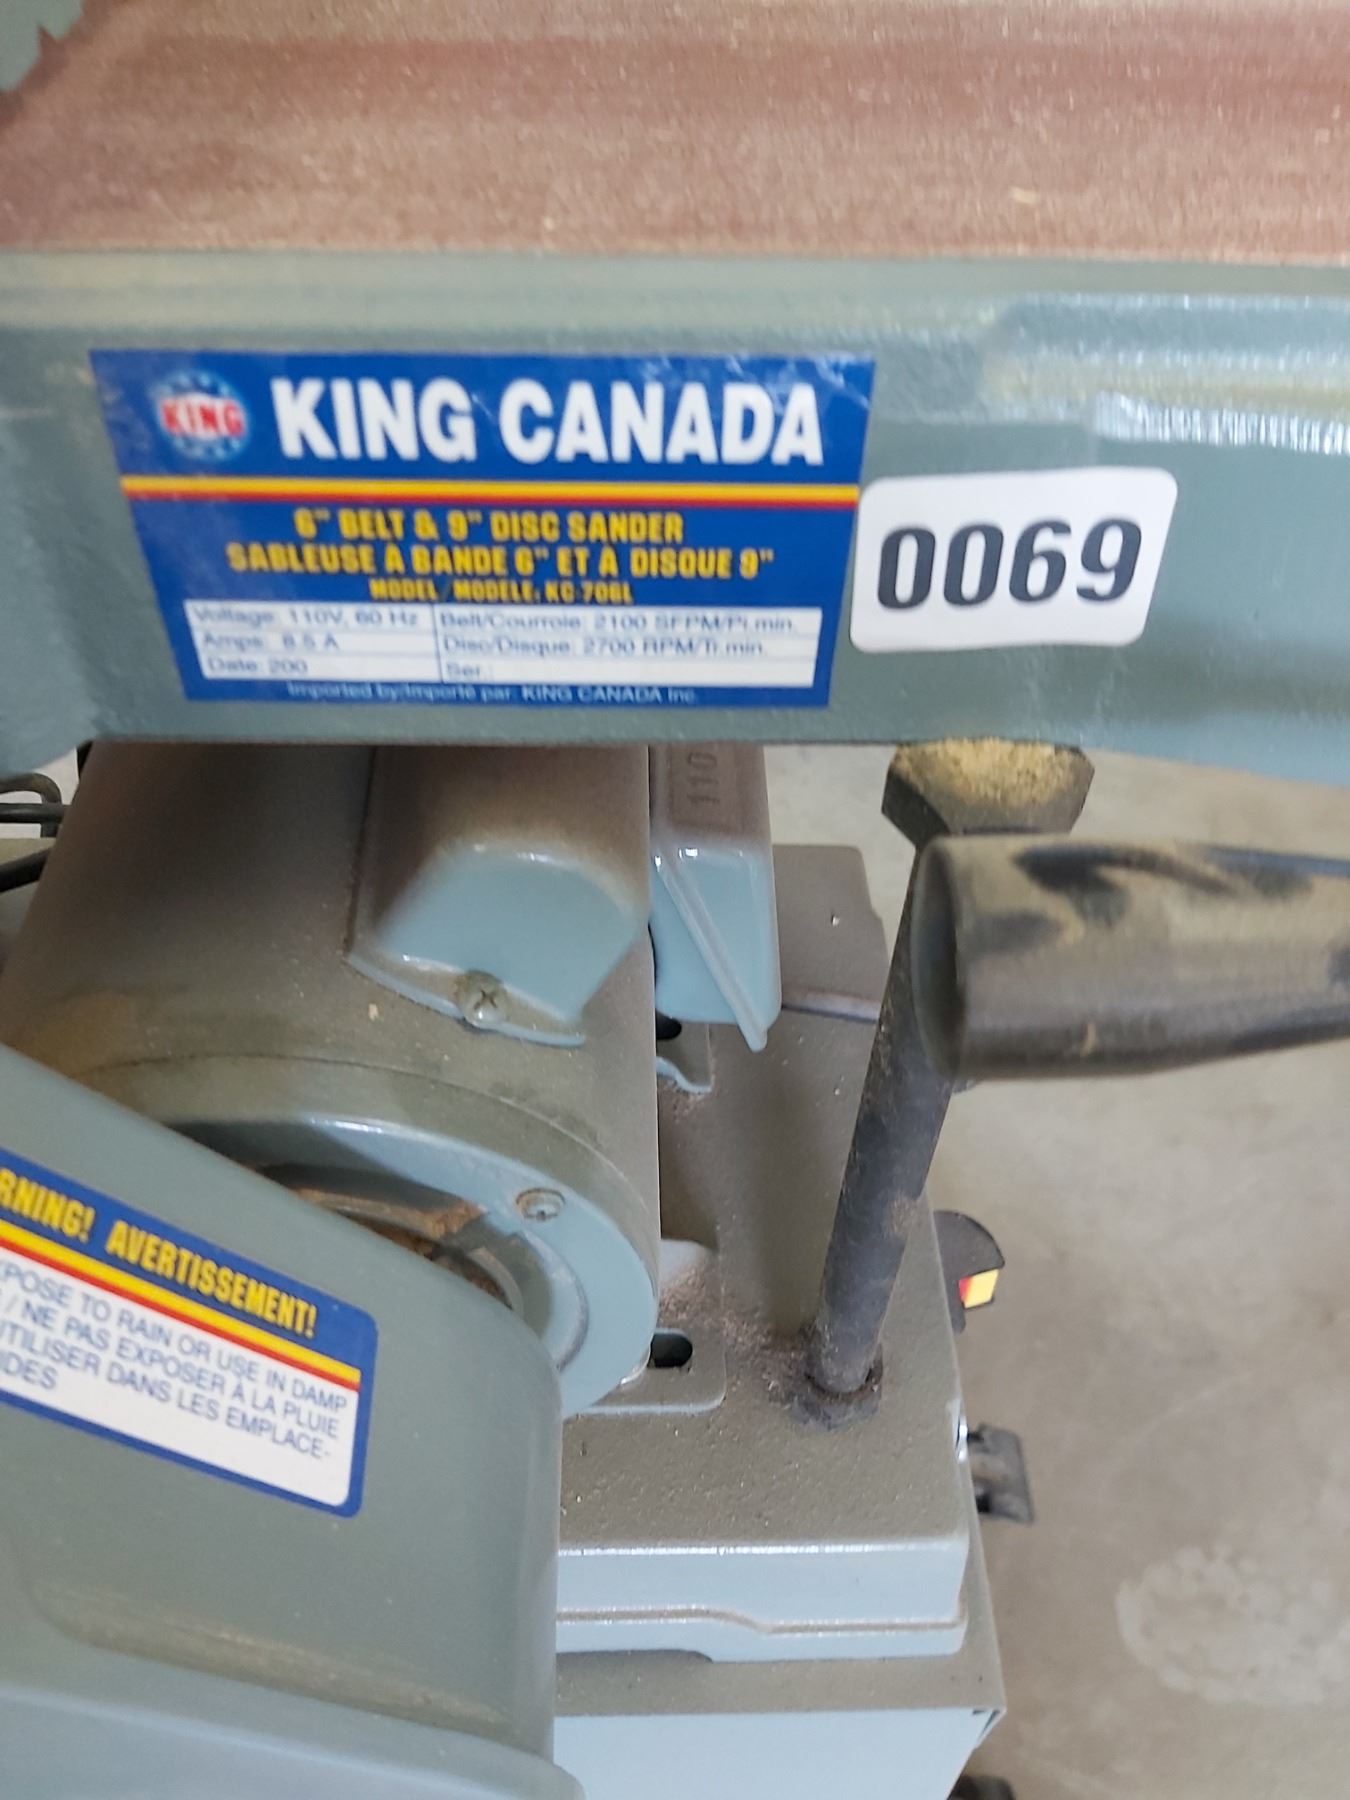 KING KING CANADA
6" BELT & 9" DISC SANDER
SABLEUSE À BANDE 6" ET À DISQUE 9"
MODEL/MODÈLE: KC-706L
Voltage: 110V, 60 Hz Belt/Courroie: 2100 SFPM/Pi.min.
Amps: 8.5 A Disc/Disque: 2700 RPM/Tr.min.
Date: 200 Ser.:
Imported by/Importé par: KING CANADA Inc.
0069
110
RNING! AVERTISSEMENT!
POSE TO RAIN OR USE IN DAMP
/ NE PAS EXPOSER À LA PLUIE
UTILISER DANS LES EMPLACE-
IDES